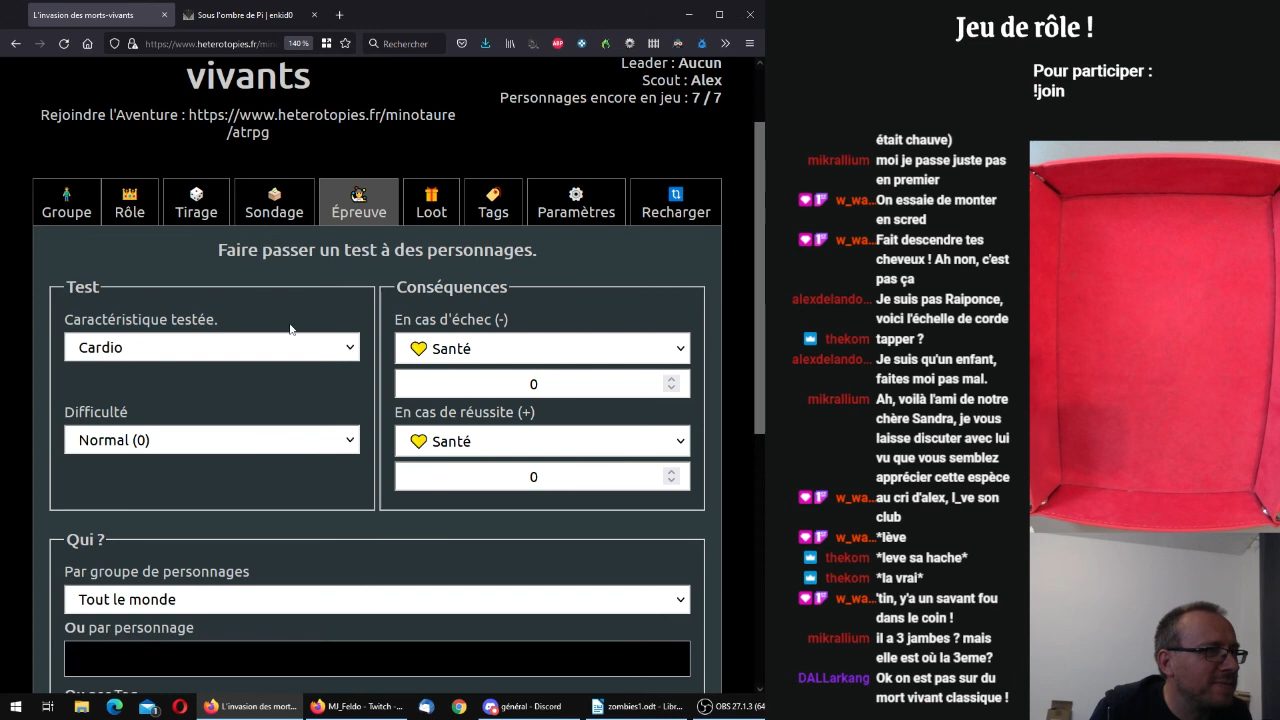 L'invasion des morts-vivants
Sous l'ombre de Pi | enkid0
https://www.heterotopies.fr/min
140 %
Rechercher
vivants
Leader : Aucun
Scout : Alex
Personnages encore en jeu : 7 / 7
Rejoindre l'Aventure : https://www.heterotopies.fr/minotaure
/atrpg
Groupe
Rôle
Tirage
Sondage
Épreuve
Loot
Tags
Paramètres
Recharger
Faire passer un test à des personnages.
Test
Caractéristique testée.
Cardio
Difficulté
Normal (0)
Conséquences
En cas d'échec (-)
Santé
0
En cas de réussite (+)
Santé
0
Qui ?
Par groupe de personnages
Tout le monde
Ou par personnage
L'invasion des mort...
MJ_Feldo - Twitch -...
général - Discord
zombies1.odt - Libr...
OBS 27.1.3 (64
Jeu de rôle !
Pour participer :
!join
était chauve)
mikrallium moi je passe juste pas
en premier
w_wa... On essaie de monter
en scred
w_wa... Fait descendre tes
cheveux ! Ah non, c'est
pas ça
alexdelando... Je suis pas Raiponce,
voici l'échelle de corde
thekom tapper ?
alexdelando... Je suis qu'un enfant,
faites moi pas mal.
mikrallium Ah, voilà l'ami de notre
chère Sandra, je vous
laisse discuter avec lui
vu que vous semblez
apprécier cette espèce
w_wa... au cri d'alex, l_ve son
club
w_wa... *lève
thekom *leve sa hache*
thekom *la vrai*
w_wa... 'tin, y'a un savant fou
dans le coin !
mikrallium il a 3 jambes ? mais
elle est où la 3eme?
DALLarkang Ok on est pas sur du
mort vivant classique !